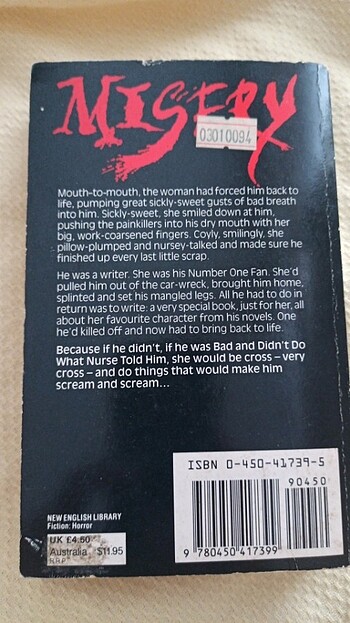 MISERY
03010094
Mouth-to-mouth, the woman had forced him back to
life, pumping great sickly-sweet gusts of bad breath
into him. Sickly-sweet, she smiled down at him,
pushing the painkillers into his dry mouth with her
big, work-coarsened fingers. Coyly, smilingly, she
pillow-plumped and nursey-talked and made sure he
finished up every last little scrap.
He was a writer. She was his Number One Fan. She'd
pulled him out of the car-wreck, brought him home,
splinted and set his mangled legs. All he had to do in
return was to write: a very special book, just for her, all
about her favourite character from his novels. One
he'd killed off and now had to bring back to life.
Because if he didn't, if he was Bad and Didn't Do
What Nurse Told Him, she would be cross – very
cross – and do things that would make him
scream and scream...
ISBN 0-450-41739-5
90450
9 780450 417399
NEW ENGLISH LIBRARY
Fiction: Horror
UK £4.50
Australia $11.95
RRP